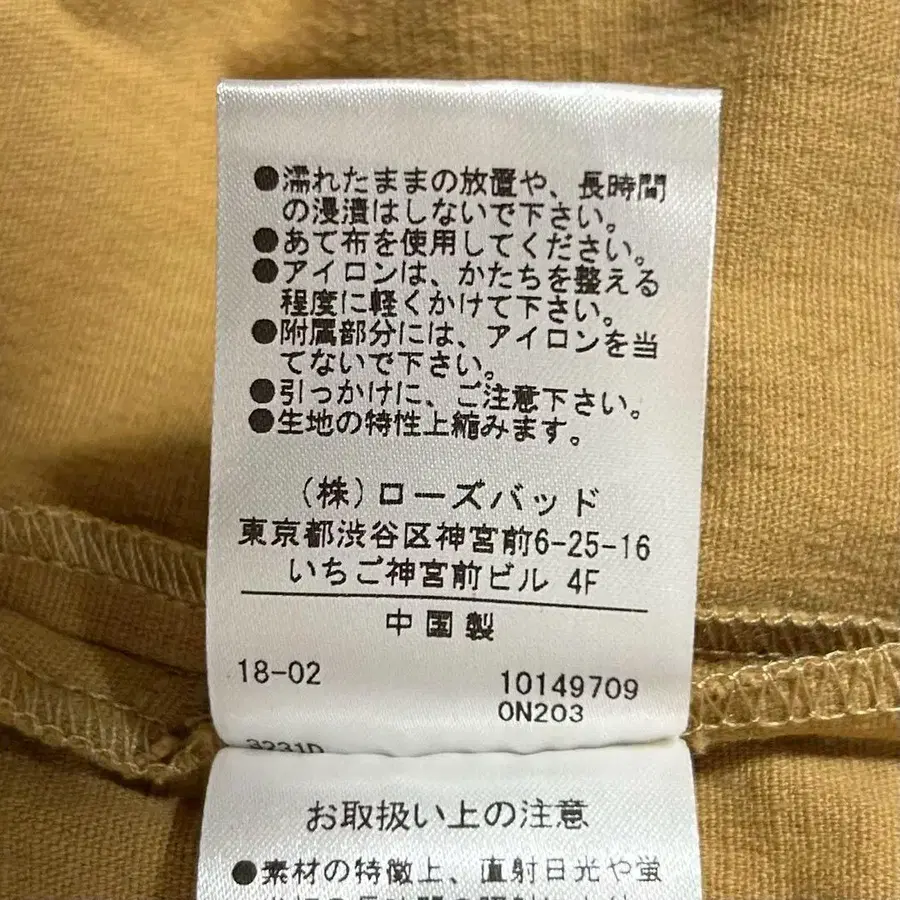 ●濡れたままの放置や、長時間
の浸漬はしないで下さい。
●あて布を使用してください。
●アイロンは、かたちを整える
程度に軽くかけて下さい。
●附属部分には、アイロンを当
てないで下さい。
●引っかけに、ご注意下さい。
●生地の特性上縮みます。
(株)ローズバッド
東京都渋谷区神宮前6-25-16
いちご神宮前ビル 4F
中国製
18-02 10149709
0N203
3231D
お取扱い上の注意
●素材の特徴上、直射日光や蛍